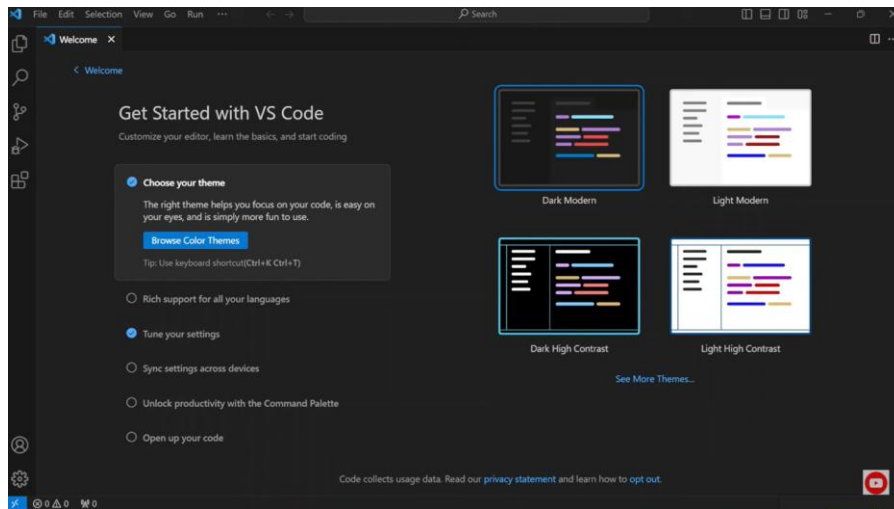 File Edit Selection View Go Run ··· Search
Welcome
Welcome
Get Started with VS Code
Customize your editor, learn the basics, and start coding
Choose your theme
The right theme helps you focus on your code, is easy on
your eyes, and is simply more fun to use.
Browse Color Themes
Tip: Use keyboard shortcut(Ctrl+K Ctrl+T)
Rich support for all your languages
Tune your settings
Sync settings across devices
Unlock productivity with the Command Palette
Open up your code
Dark Modern
Light Modern
Dark High Contrast
Light High Contrast
See More Themes...
Code collects usage data. Read our privacy statement and learn how to opt out.
0 0 0